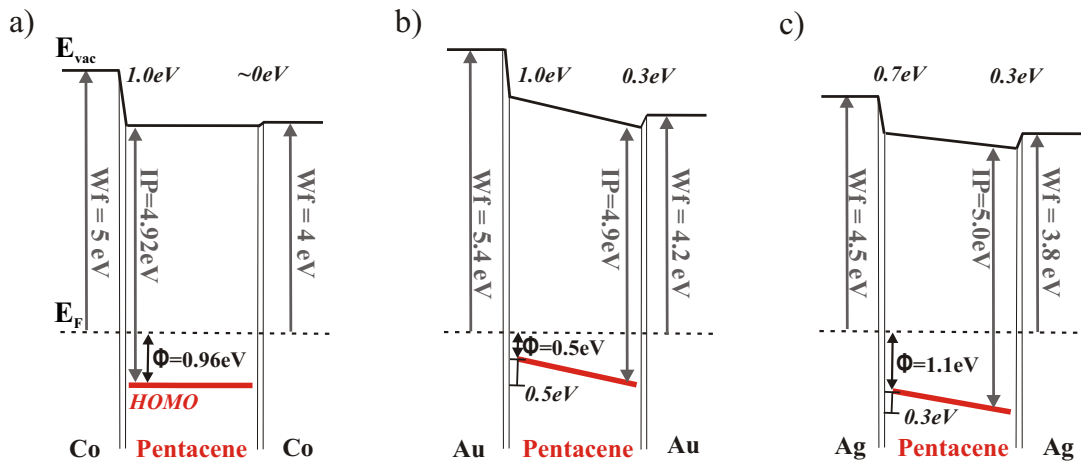 a)
E_vac
1.0eV
~0eV
Wf = 5 eV
IP=4.92eV
Wf = 4 eV
E_F
Φ=0.96eV
HOMO
Co
Pentacene
Co
b)
1.0eV
0.3eV
Wf = 5.4 eV
IP=4.9eV
Wf = 4.2 eV
Φ=0.5eV
0.5eV
Au
Pentacene
Au
c)
0.7eV
0.3eV
Wf = 4.5 eV
IP=5.0eV
Wf = 3.8 eV
Φ=1.1eV
0.3eV
Ag
Pentacene
Ag